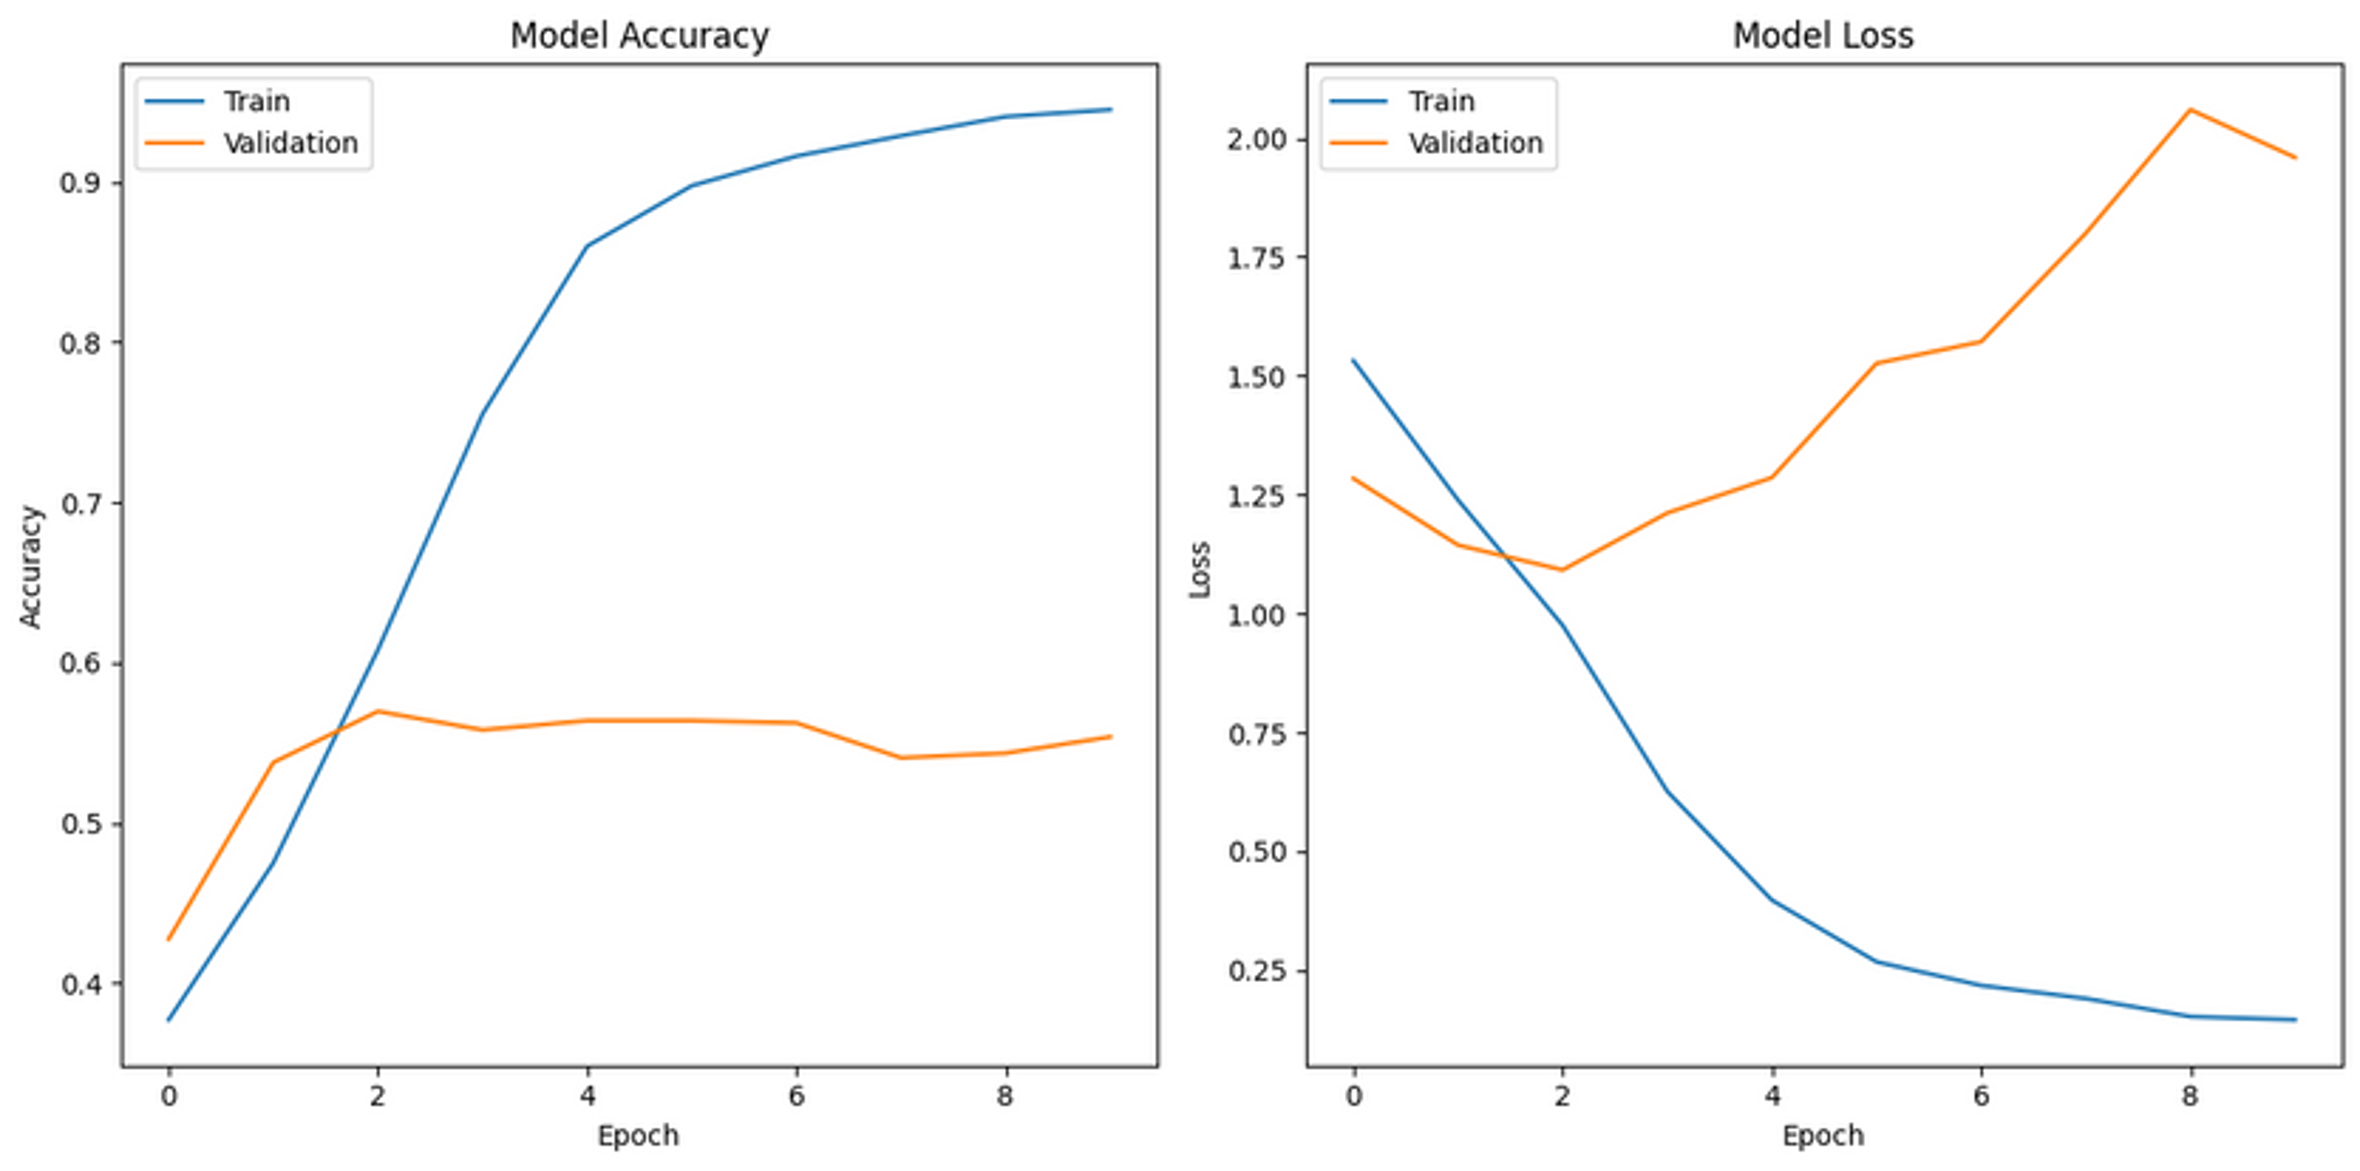 Model Accuracy
Train
Validation
0.9
0.8
0.7
0.6
0.5
0.4
Accuracy
0 2 4 6 8
Epoch
Model Loss
Train
Validation
2.00
1.75
1.50
1.25
1.00
0.75
0.50
0.25
Loss
0 2 4 6 8
Epoch